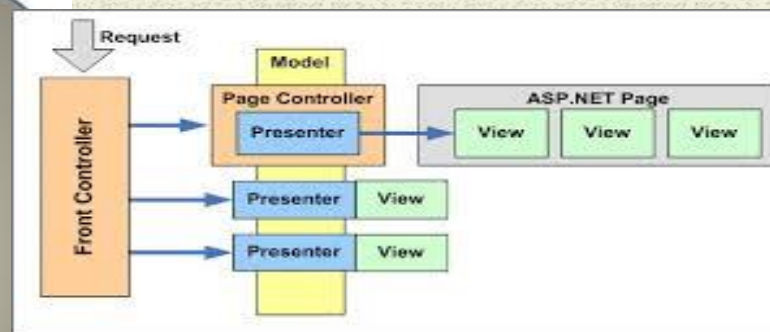 Request
Model
Page Controller
ASP.NET Page
Presenter
View
View
View
Front Controller
Presenter
View
Presenter
View